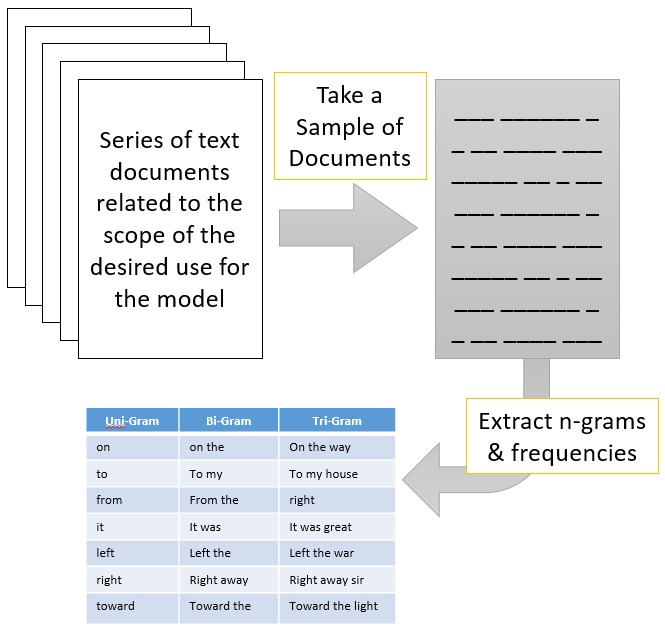 Series of text
documents
related to the
scope of the
desired use for
the model
Take a
Sample of
Documents
Extract n-grams
& frequencies
Uni-Gram Bi-Gram Tri-Gram
on on the On the way
to To my To my house
from From the right
it It was It was great
left Left the Left the war
right Right away Right away sir
toward Toward the Toward the light